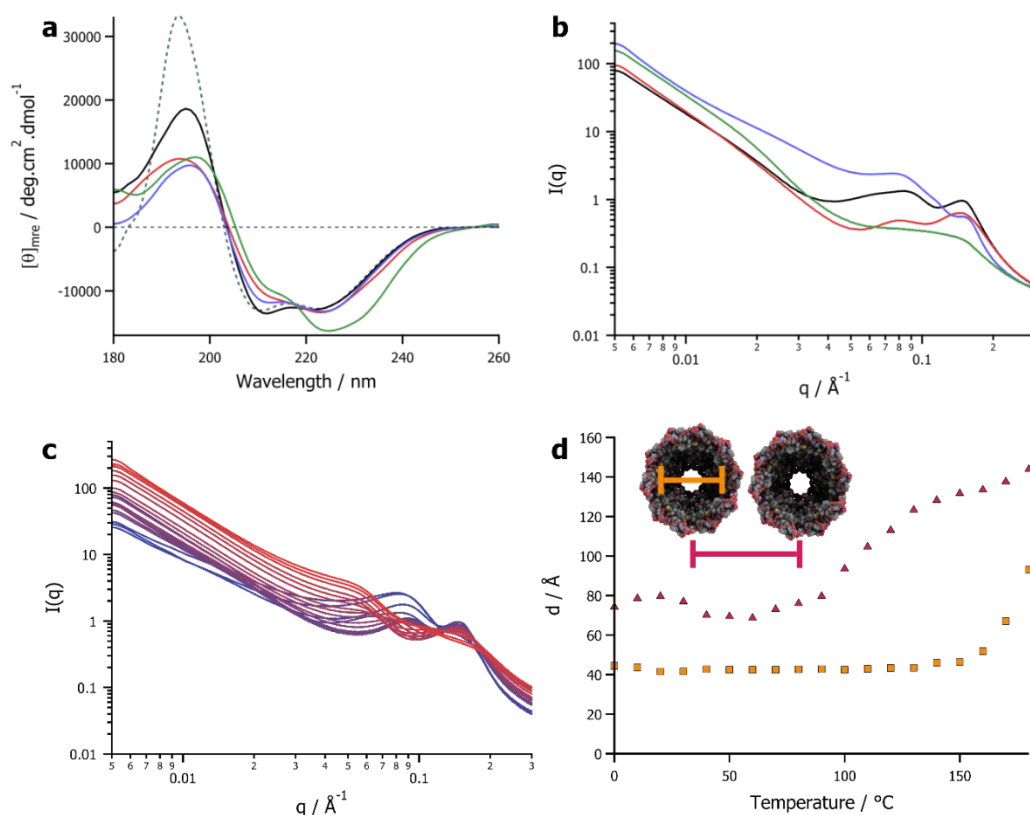 a
30000
20000
10000
0
-10000
[θ]mre / deg.cm² .dmol⁻¹
180
200
220
240
260
Wavelength / nm
b
100
10
1
0.1
0.01
I(q)
5 6 7 8 9 2 3 4 5 6 7 8 9 2
0.01 0.1
q / Å⁻¹
c
100
10
1
0.1
0.01
I(q)
5 6 7 8 9 2 3 4 5 6 7 8 9 2 3
0.01 0.1
q / Å⁻¹
d
160
140
120
100
80
60
40
20
0
d / Å
0
50
100
150
Temperature / °C